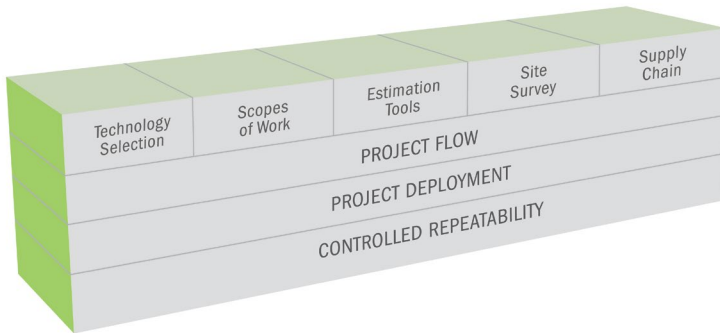 Technology
Selection
Scopes
of Work
Estimation
Tools
Site
Survey
Supply
Chain
PROJECT FLOW
PROJECT DEPLOYMENT
CONTROLLED REPEATABILITY